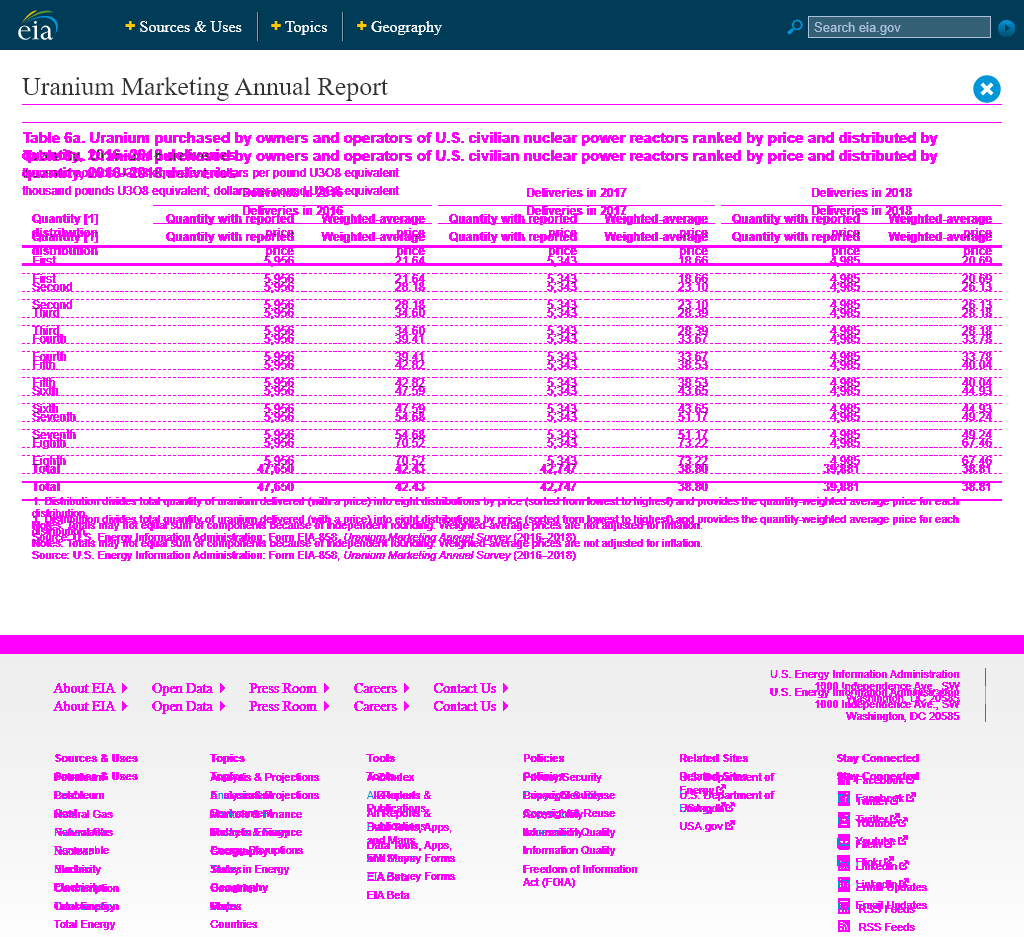 eia
Sources & Uses
Topics
Geography
Search eia.gov
Uranium Marketing Annual Report
Table 6a. Uranium purchased by owners and operators of U.S. civilian nuclear power reactors ranked by price and distributed by
quantity, 2016–2018 deliveries
thousand pounds U3O8 equivalent; dollars per pound U3O8 equivalent
Deliveries in 2016 Deliveries in 2017 Deliveries in 2018
Quantity [1] Quantity with reported Weighted-average Quantity with reported Weighted-average Quantity with reported Weighted-average
distribution price price price price price price
First 5,956 21.64 5,343 18.66 4,985 20.69
Second 5,956 28.18 5,343 23.10 4,985 26.13
Third 5,956 34.60 5,343 28.39 4,985 28.18
Fourth 5,956 39.41 5,343 33.67 4,985 33.78
Fifth 5,956 42.82 5,343 38.53 4,985 40.04
Sixth 5,956 47.59 5,343 43.65 4,985 44.93
Seventh 5,956 54.68 5,343 51.17 4,985 49.24
Eighth 5,956 70.52 5,343 73.22 4,985 67.46
Total 47,650 42.43 42,747 38.80 39,881 38.81
1. Distribution divides total quantity of uranium delivered (with a price) into eight distributions by price (sorted from lowest to highest) and provides the quantity-weighted average price for each
distribution.
Notes: Totals may not equal sum of components because of independent rounding. Weighted-average prices are not adjusted for inflation.
Source: U.S. Energy Information Administration: Form EIA-858, Uranium Marketing Annual Survey (2016–2018)
About EIA Open Data Press Room Careers Contact Us
U.S. Energy Information Administration
1000 Independence Ave., SW
Washington, DC 20585
Sources & Uses
Petroleum
Coal
Natural Gas
Renewable
Nuclear
Electricity
Consumption
Total Energy
Topics
Analysis & Projections
Environment
Markets & Finance
Today in Energy
Geography
States
Countries
Maps
Tools
A-Z Index
All Reports &
Publications
Data Tools, Apps,
and Maps
EIA Survey Forms
EIA Beta
Policies
Privacy/Security
Copyright & Reuse
Accessibility
Information Quality
Freedom of Information
Act (FOIA)
Related Sites
U.S. Department of
Energy
USA.gov
Stay Connected
Facebook
Twitter
Youtube
Flickr
LinkedIn
Email Updates
RSS Feeds